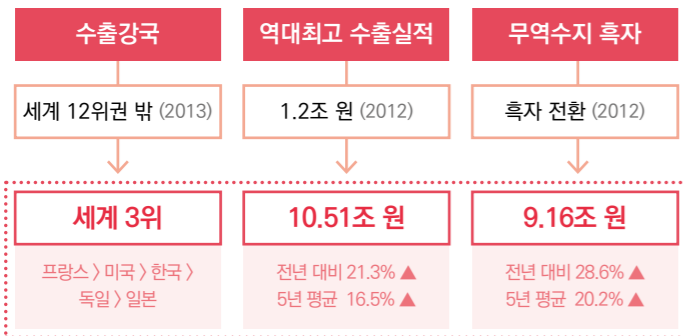 수출강국
역대최고 수출실적
무역수지 흑자
세계 12위권 밖 (2013)
1.2조 원 (2012)
흑자 전환 (2012)
세계 3위
10.51조 원
9.16조 원
프랑스 〉 미국 〉 한국 〉
독일 〉 일본
전년 대비 21.3% ▲
5년 평균 16.5% ▲
전년 대비 28.6% ▲
5년 평균 20.2% ▲